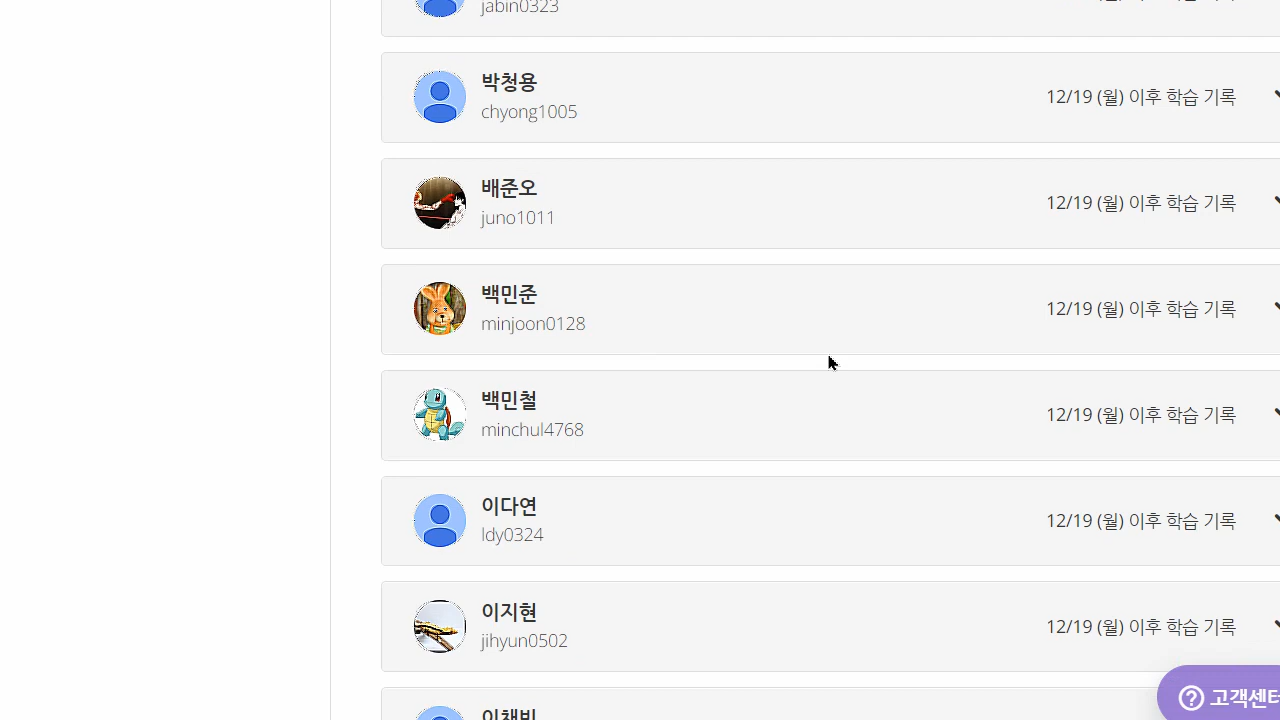 jabin0323
박청용
chyong1005
12/19 (월) 이후 학습 기록
배준오
juno1011
12/19 (월) 이후 학습 기록
백민준
minjoon0128
12/19 (월) 이후 학습 기록
백민철
minchul4768
12/19 (월) 이후 학습 기록
이다연
ldy0324
12/19 (월) 이후 학습 기록
이지현
jihyun0502
12/19 (월) 이후 학습 기록
고객센터